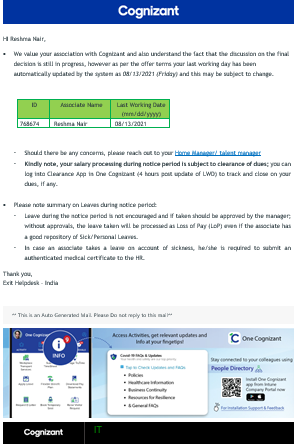 Cognizant
Hi Reshma Nair,
• We value your association with Cognizant and also understand the fact that the discussion on the final
decision is still in progress, however as per the offer terms your last working day has been
automatically updated by the system as 08/13/2021 (Friday) and this may be subject to change.
ID Associate Name Last Working Date
(mm/dd/yyyy)
768674 Reshma Nair 08/13/2021
- Should there be any concerns, please reach out to your Home Manager/ talent manager
- Kindly note, your salary processing during notice period is subject to clearance of dues; you can
log into Clearance App in One Cognizant (4 hours post update of LWD) to track and close on your
dues, if any.
• Please note summary on Leaves during notice period:
- Leave during the notice period is not encouraged and if taken should be approved by the manager;
without approvals, the leave taken will be processed as Loss of Pay (LoP) even if the associate has
a good repository of Sick/Personal Leaves.
- In case an associate takes a leave on account of sickness, he/she is required to submit an
authenticated medical certificate to the HR.
Thank you,
Exit Helpdesk - India
** This is an Auto Generated Mail. Please Do not reply to this mail**
Access Activities, get relevant updates and
Info at your fingertips!
INFO
Covid-19 FAQs & Updates
• Policies
• Healthcare Information
• Business Continuity
• Resources for Resilience
• & General FAQs
One Cognizant
Stay connected to your colleagues using
People Directory
Install One Cognizant
app from Intune
Company Portal now
For Installation Support & Feedback
Cognizant
IT